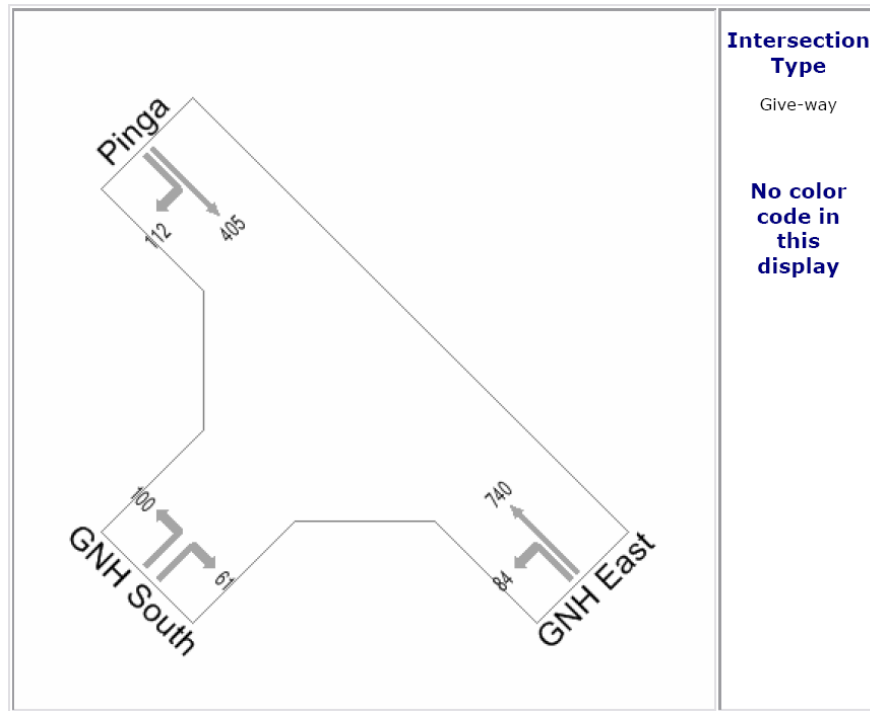 Pinga
112
405
100
61
GNH South
740
84
GNH East
Intersection
Type
Give-way
No color
code in
this
display